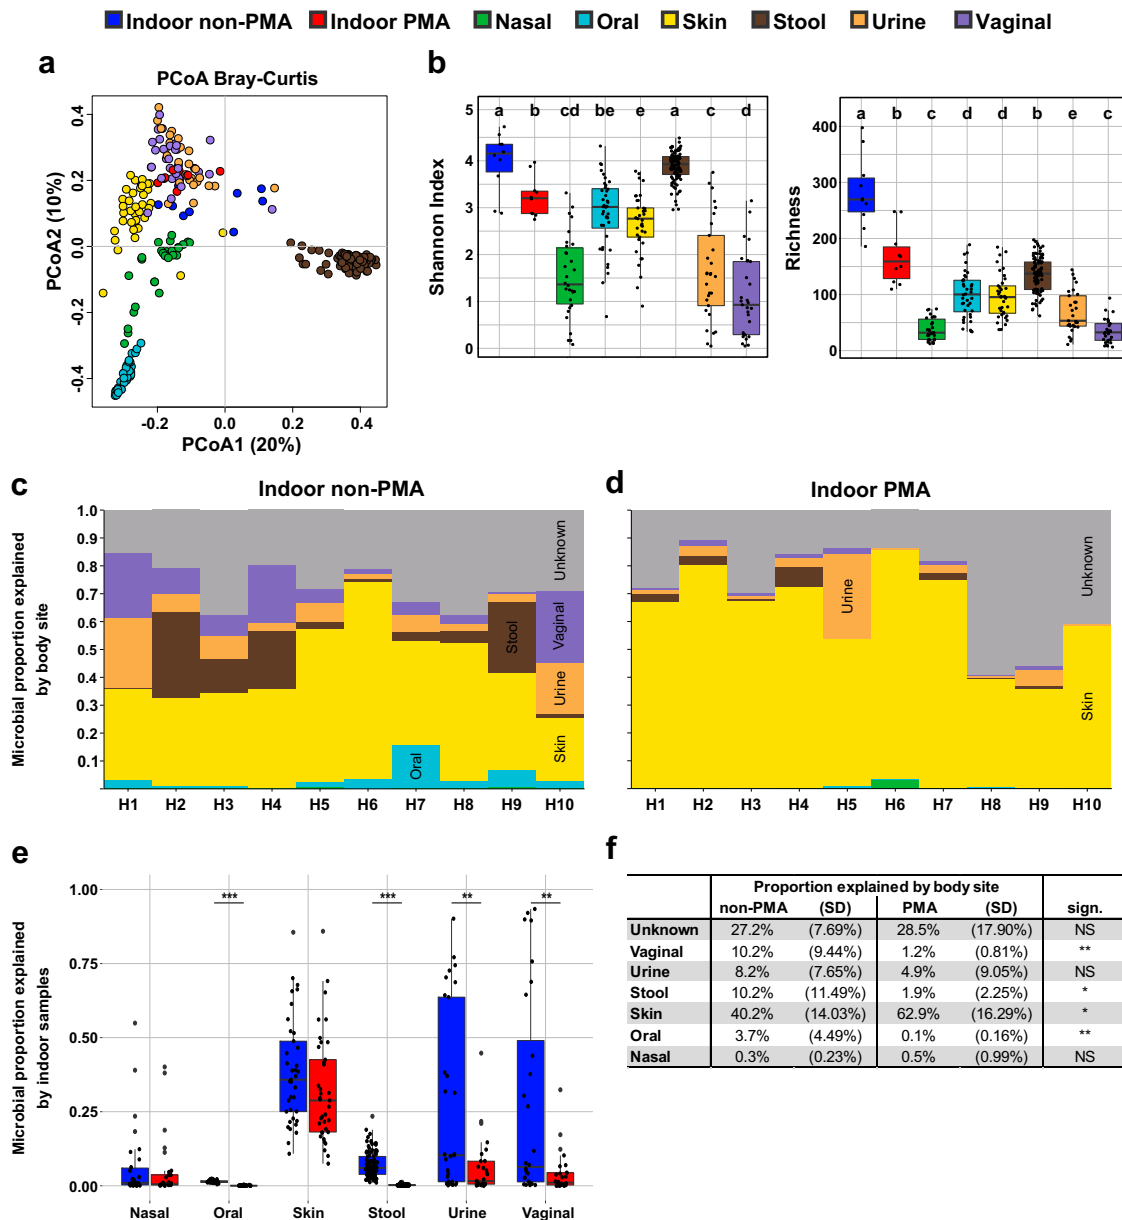 Indoor non-PMA Indoor PMA Nasal Oral Skin Stool Urine Vaginal
a
PCoA Bray-Curtis
PCoA2 (10%)
0.4
0.2
0.0
-0.2
-0.4
-0.2 0.0 0.2 0.4
PCoA1 (20%)
b
Shannon Index
5
4
3
2
1
0
a b cd be e a c d
Richness
400
300
200
100
0
a b c d d b e c
c
Indoor non-PMA
Microbial proportion explained
by body site
1.0
0.9
0.8
0.7
0.6
0.5
0.4
0.3
0.2
0.1
Oral
Stool
Unknown
Vaginal
Urine
Skin
H1 H2 H3 H4 H5 H6 H7 H8 H9 H10
d
Indoor PMA
Urine
Unknown
Skin
H1 H2 H3 H4 H5 H6 H7 H8 H9 H10
e
Microbial proportion explained
by indoor samples
1.00
0.75
0.50
0.25
0.00
*** *** ** **
Nasal Oral Skin Stool Urine Vaginal
f
Proportion explained by body site
non-PMA (SD) PMA (SD) sign.
Unknown 27.2% (7.69%) 28.5% (17.90%) NS
Vaginal 10.2% (9.44%) 1.2% (0.81%) **
Urine 8.2% (7.65%) 4.9% (9.05%) NS
Stool 10.2% (11.49%) 1.9% (2.25%) *
Skin 40.2% (14.03%) 62.9% (16.29%) *
Oral 3.7% (4.49%) 0.1% (0.16%) **
Nasal 0.3% (0.23%) 0.5% (0.99%) NS